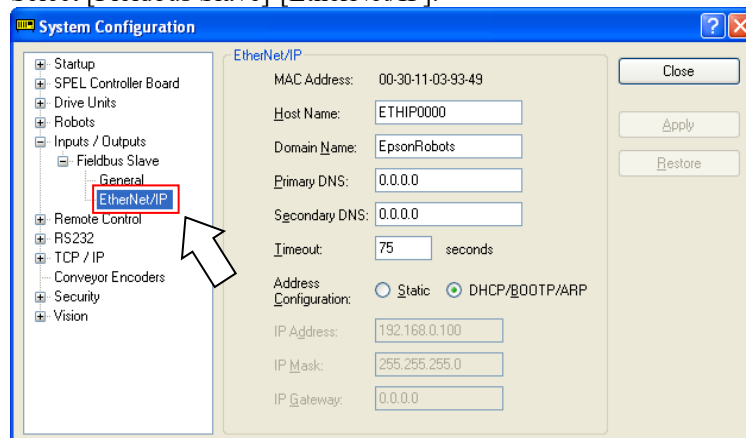 System Configuration
Startup
SPEL Controller Board
Drive Units
Robots
Inputs / Outputs
Fieldbus Slave
General
EtherNet/IP
Remote Control
RS232
TCP / IP
Conveyor Encoders
Security
Vision
EtherNet/IP
MAC Address: 00-30-11-03-93-49
Host Name: ETHIP0000
Domain Name: EpsonRobots
Primary DNS: 0.0.0.0
Secondary DNS: 0.0.0.0
Timeout: 75 seconds
Address
Configuration: Static DHCP/BOOTP/ARP
IP Address: 192.168.0.100
IP Mask: 255.255.255.0
IP Gateway: 0.0.0.0
Close
Apply
Restore